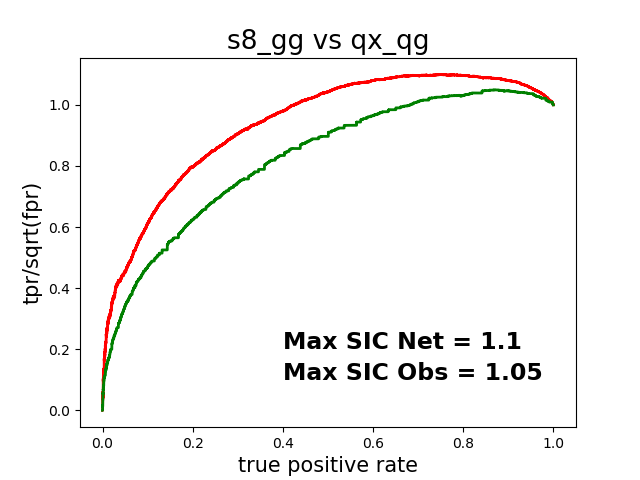 s8_gg vs qx_qg
tpr/sqrt(fpr)
1.0
0.8
0.6
0.4
0.2
0.0
Max SIC Net = 1.1
Max SIC Obs = 1.05
0.0 0.2 0.4 0.6 0.8 1.0
true positive rate